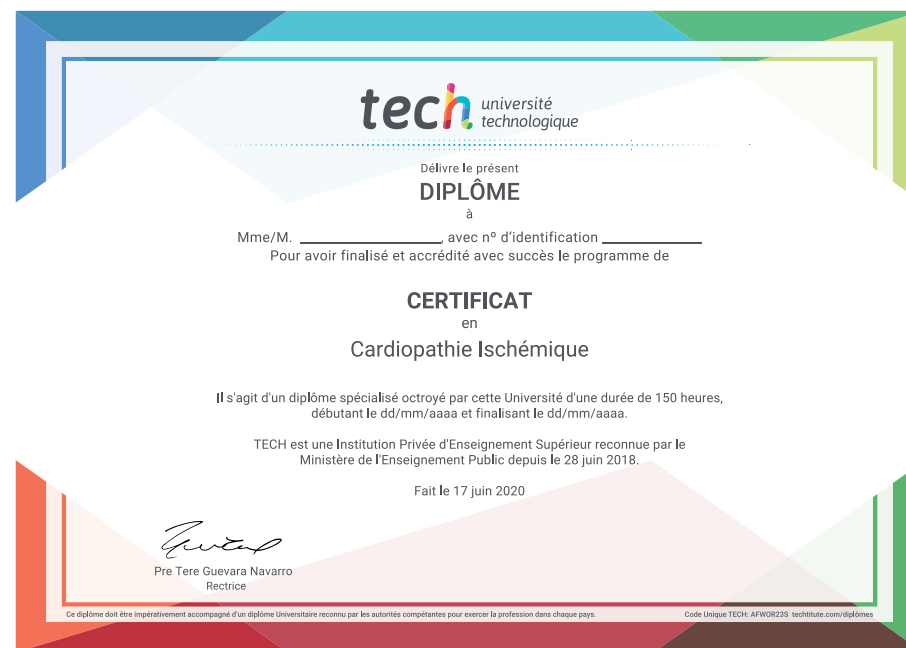 tech université
technologique
Délivre le présent
DIPLÔME
à
Mme/M. ____________________, avec nº d'identification ______________
Pour avoir finalisé et accrédité avec succès le programme de
CERTIFICAT
en
Cardiopathie Ischémique
Il s'agit d'un diplôme spécialisé octroyé par cette Université d'une durée de 150 heures,
débutant le dd/mm/aaaa et finalisant le dd/mm/aaaa.
TECH est une Institution Privée d'Enseignement Supérieur reconnue par le
Ministère de l'Enseignement Public depuis le 28 juin 2018.
Fait le 17 juin 2020
Pre Tere Guevara Navarro
Rectrice
Ce diplôme doit être impérativement accompagné d'un diplôme Universitaire reconnu par les autorités compétentes pour exercer la profession dans chaque pays.
Code Unique TECH: AFWOR23S techtitute.com/diplômes